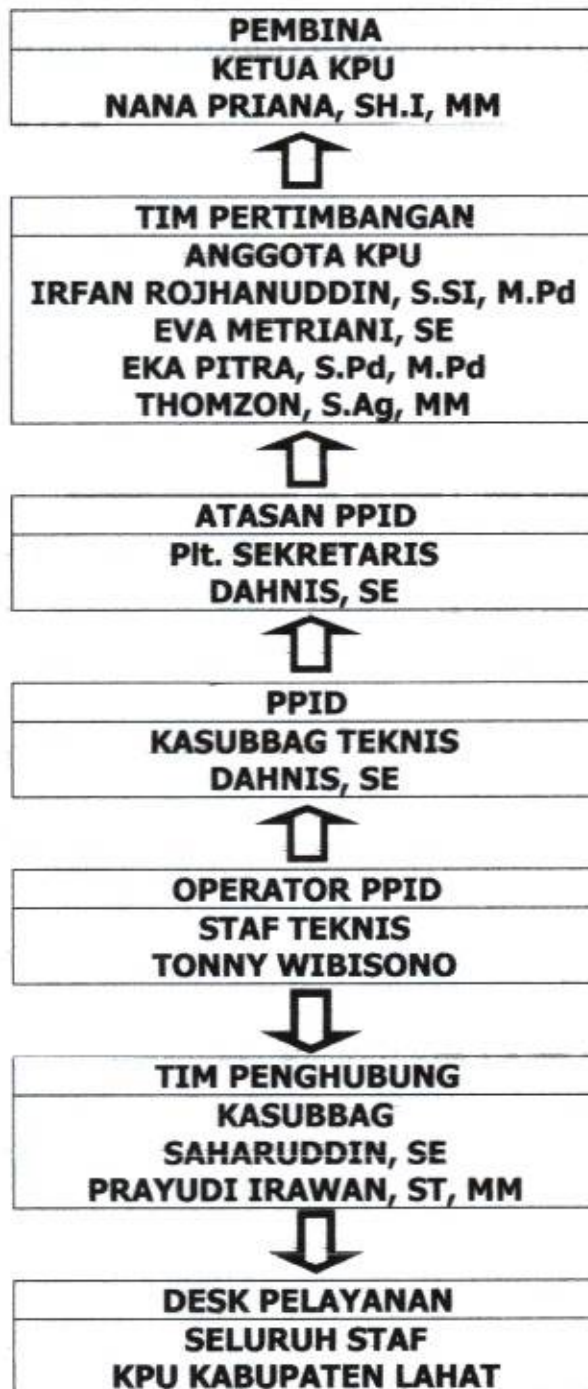 PEMBINA
KETUA KPU
NANA PRIANA, SH.I, MM
TIM PERTIMBANGAN
ANGGOTA KPU
IRFAN ROJHANUDDIN, S.SI, M.Pd
EVA METRIANI, SE
EKA PITRA, S.Pd, M.Pd
THOMZON, S.Ag, MM
ATASAN PPID
Plt. SEKRETARIS
DAHNIS, SE
PPID
KASUBBAG TEKNIS
DAHNIS, SE
OPERATOR PPID
STAF TEKNIS
TONNY WIBISONO
TIM PENGHUBUNG
KASUBBAG
SAHARUDDIN, SE
PRAYUDI IRAWAN, ST, MM
DESK PELAYANAN
SELURUH STAF
KPU KABUPATEN LAHAT